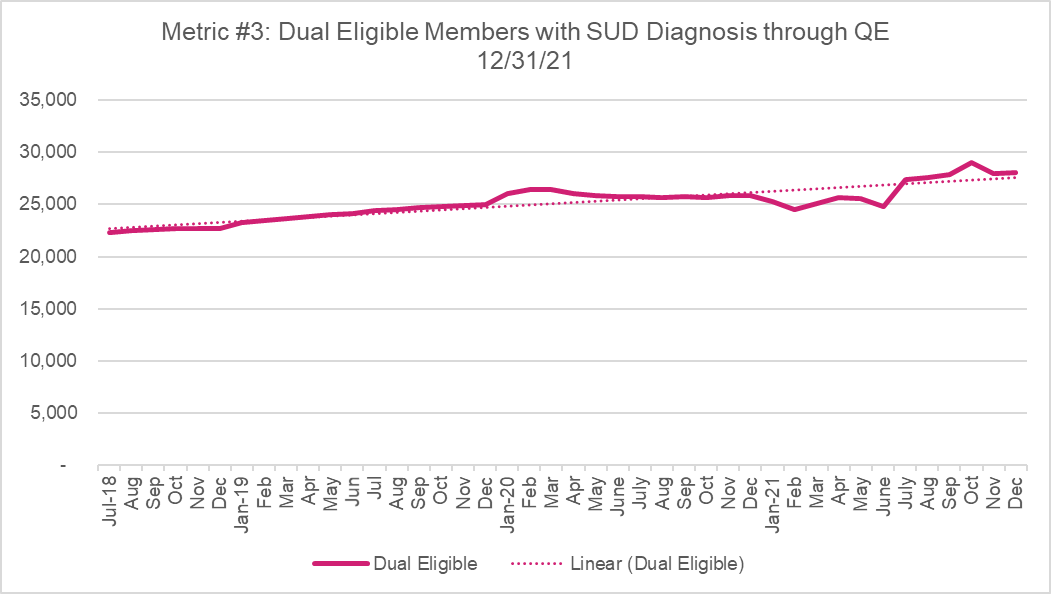 Metric #3: Dual Eligible Members with SUD Diagnosis through QE
12/31/21
35,000
30,000
25,000
20,000
15,000
10,000
5,000
-
Jul-18
Aug
Sep
Oct
Nov
Dec
Jan-19
Feb
Mar
Apr
May
Jun
Jul
Aug
Sep
Oct
Nov
Dec
Jan-20
Feb
Mar
Apr
May
June
July
Aug
Sep
Oct
Nov
Dec
Jan-21
Feb
Mar
Apr
May
June
July
Aug
Sep
Oct
Nov
Dec
Dual Eligible
Linear (Dual Eligible)